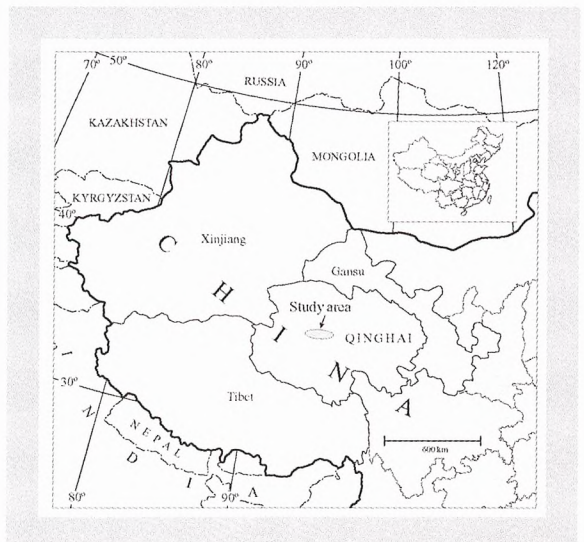 70° 50° 80° 90° 100° 120°
RUSSIA
KAZAKHSTAN
MONGOLIA
KYRGYZSTAN
40°
Xinjiang
Gansu
C H I N A
Study area
QINGHAI
Tibet
30°
NEPAL
I N D I A
600 km
80° 90°